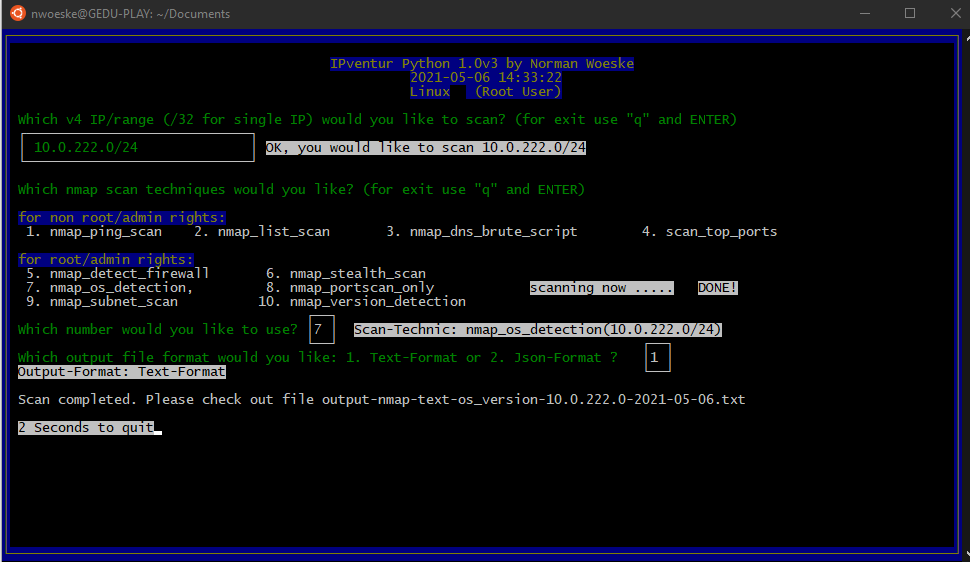 nwoeske@GEDU-PLAY: ~/Documents
IPventur Python 1.0v3 by Norman Woeske
2021-05-06 14:33:22
Linux (Root User)
Which v4 IP/range (/32 for single IP) would you like to scan? (for exit use "q" and ENTER)
10.0.222.0/24 OK, you would like to scan 10.0.222.0/24
Which nmap scan techniques would you like? (for exit use "q" and ENTER)
for non root/admin rights:
1. nmap_ping_scan 2. nmap_list_scan 3. nmap_dns_brute_script 4. scan_top_ports
for root/admin rights:
5. nmap_detect_firewall 6. nmap_stealth_scan
7. nmap_os_detection, 8. nmap_portscan_only scanning now ..... DONE!
9. nmap_subnet_scan 10. nmap_version_detection
Which number would you like to use? 7 Scan-Technic: nmap_os_detection(10.0.222.0/24)
Which output file format would you like: 1. Text-Format or 2. Json-Format ? 1
Output-Format: Text-Format
Scan completed. Please check out file output-nmap-text-os_version-10.0.222.0-2021-05-06.txt
2 Seconds to quit